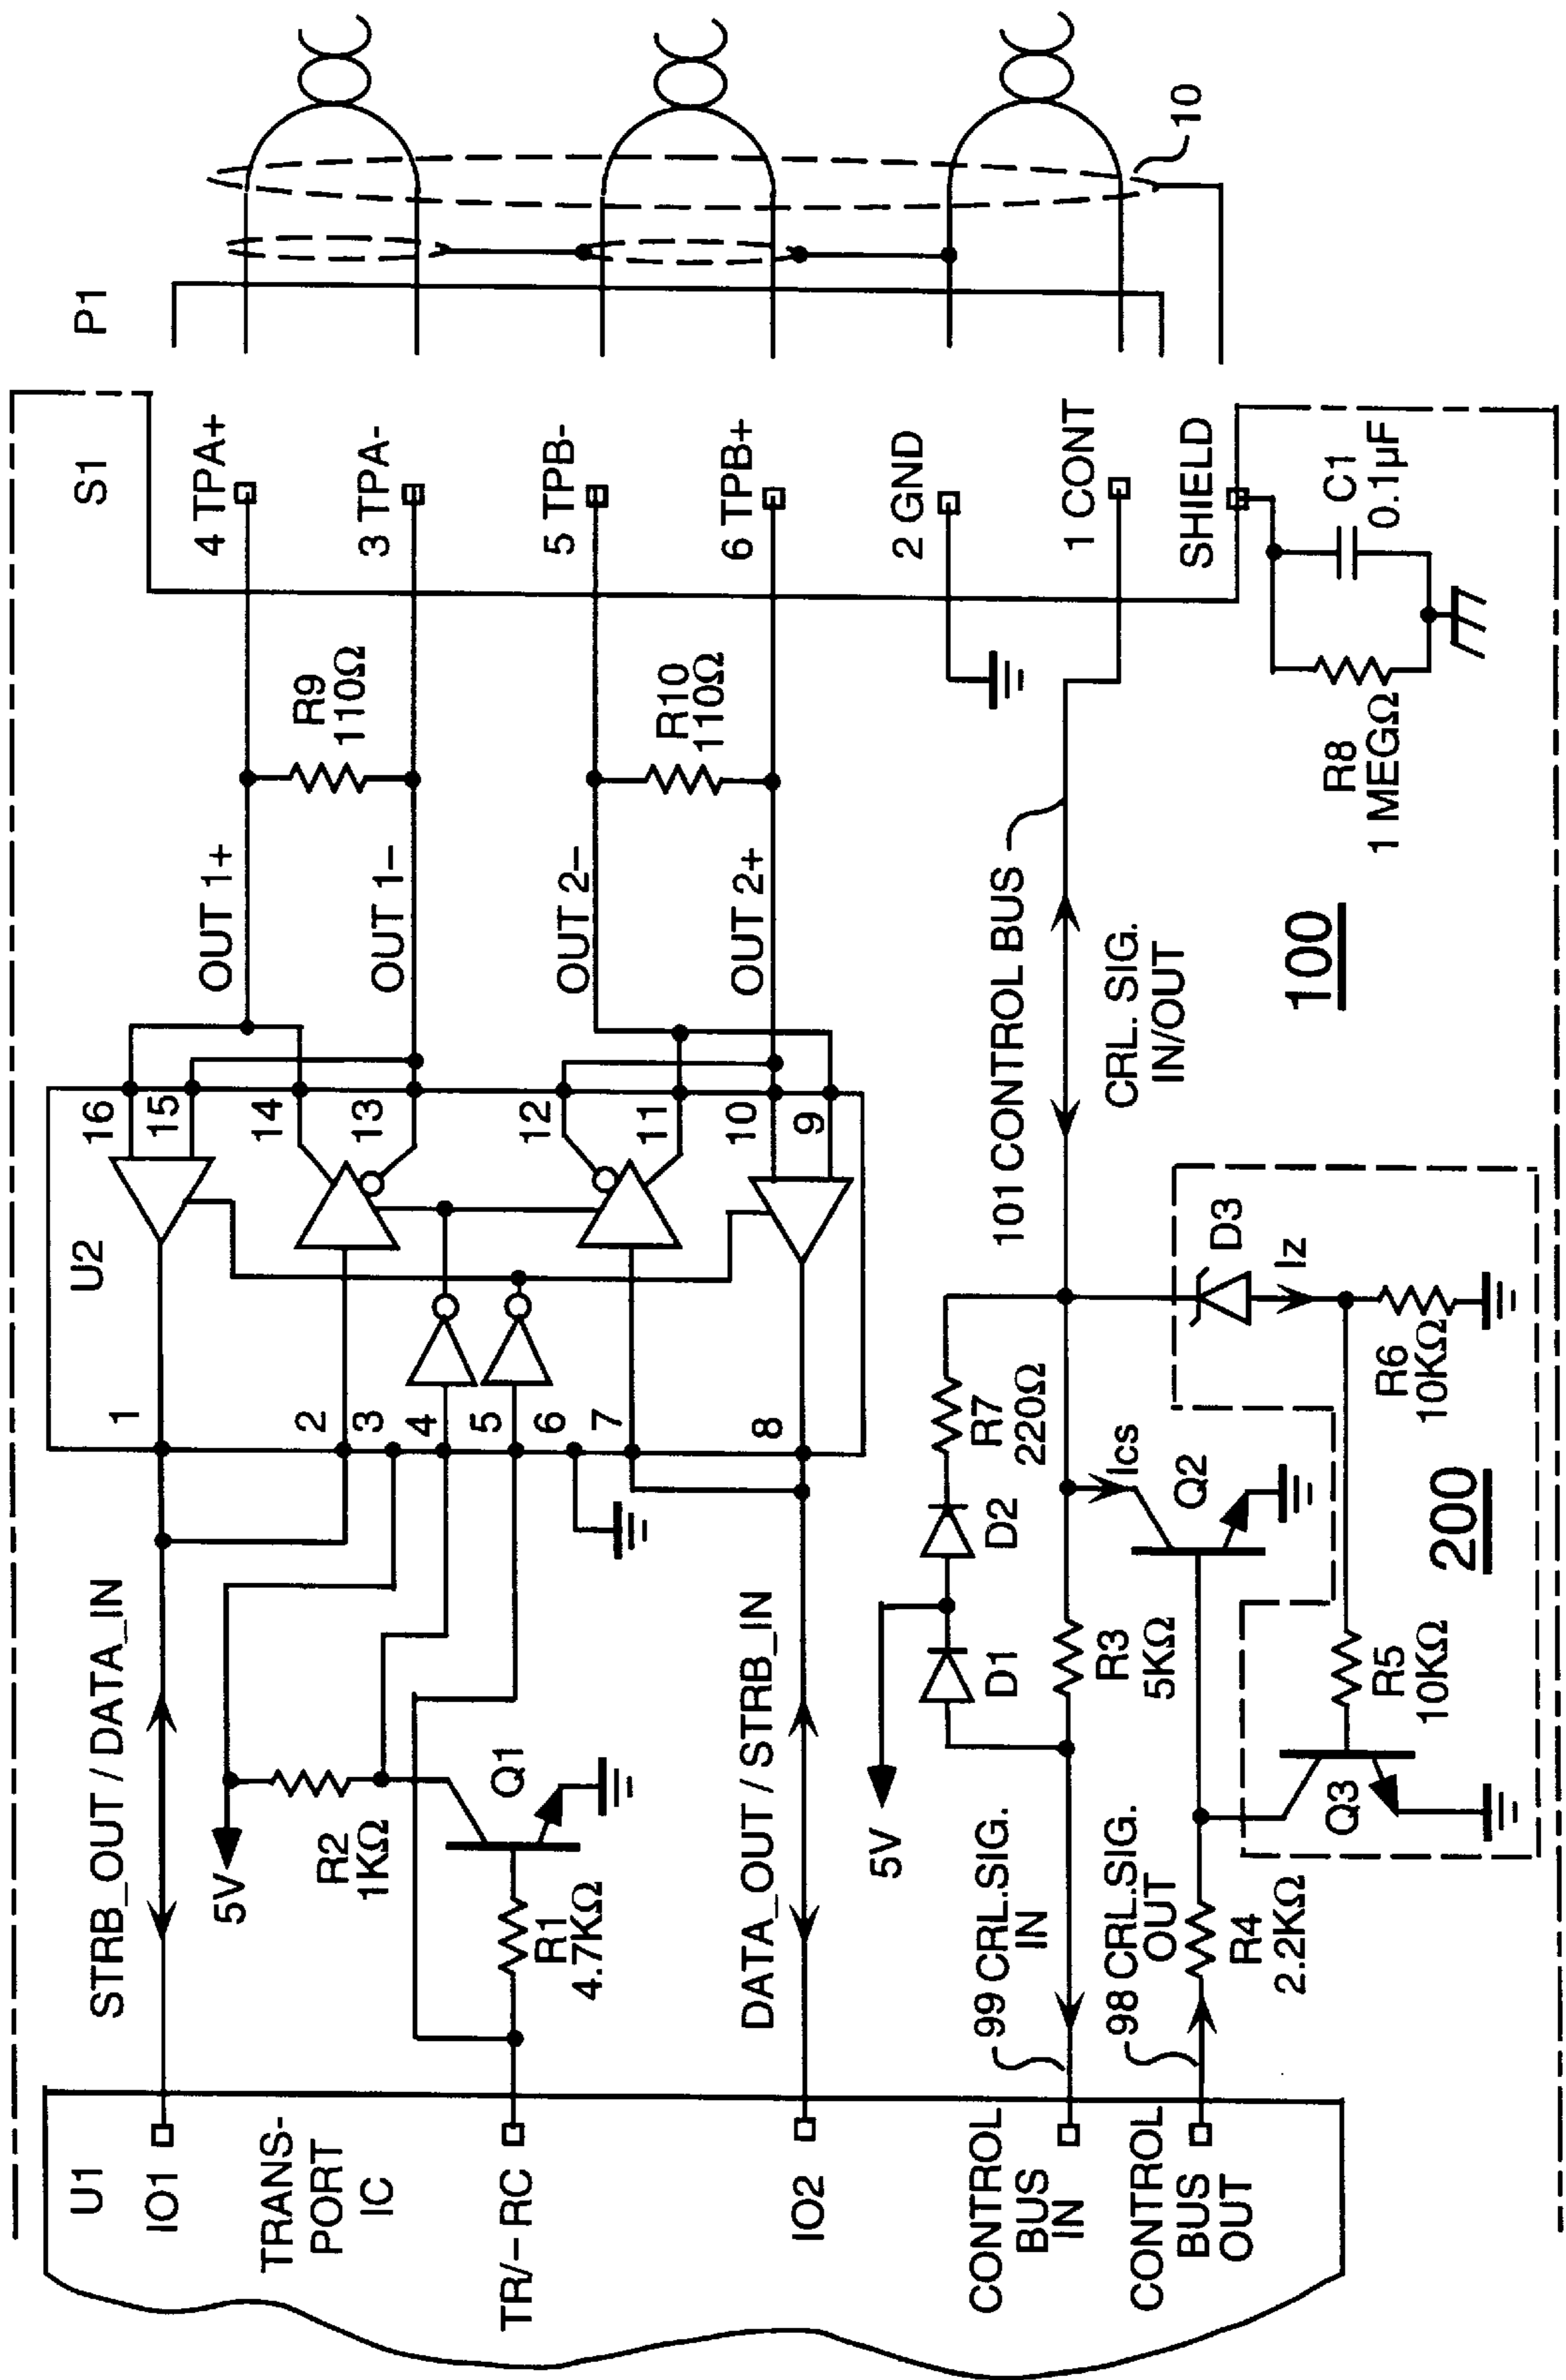 P1
10
S1
4 TPA+
3 TPA-
5 TPB-
6 TPB+
2 GND
1 CONT
SHIELD
C1
0.1µF
R9
110Ω
R10
110Ω
R8
1 MEGΩ
OUT 1+
OUT 1–
OUT 2–
OUT 2+
101 CONTROL BUS
CRL. SIG.
IN/OUT
100
U2
16
15
14
13
12
11
10
9
1
2
3
4
5
6
7
8
D3
Iz
R6
10KΩ
R7
220Ω
D2
Ics
Q2
200
D1
R3
5KΩ
R5
10KΩ
Q3
STRB_OUT / DATA_IN
5V
R2
1KΩ
Q1
R1
4.7KΩ
DATA_OUT / STRB_IN
5V
99 CRL.SIG.
IN
98 CRL.SIG.
OUT
R4
2.2KΩ
U1
IO1
TRANS-
PORT
IC
TR/– RC
IO2
CONTROL
BUS
IN
CONTROL
BUS
OUT